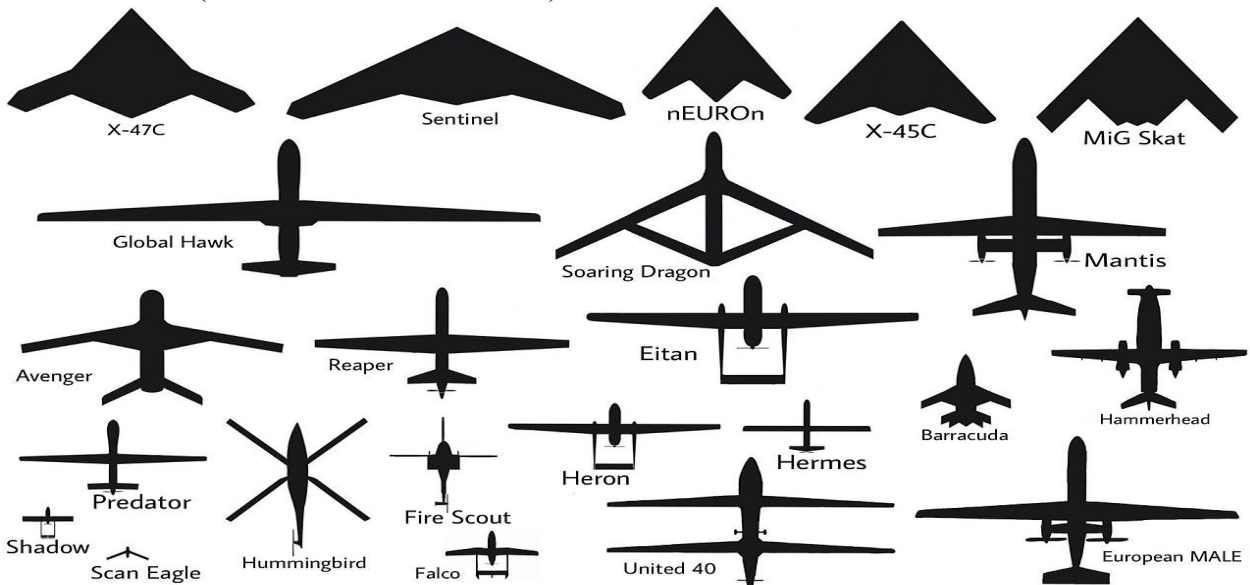 X-47C
Sentinel
nEUROn
X-45C
MiG Skat
Global Hawk
Soaring Dragon
Mantis
Avenger
Reaper
Eitan
Barracuda
Hammerhead
Predator
Hummingbird
Fire Scout
Heron
Hermes
Shadow
Scan Eagle
Falco
United 40
European MALE